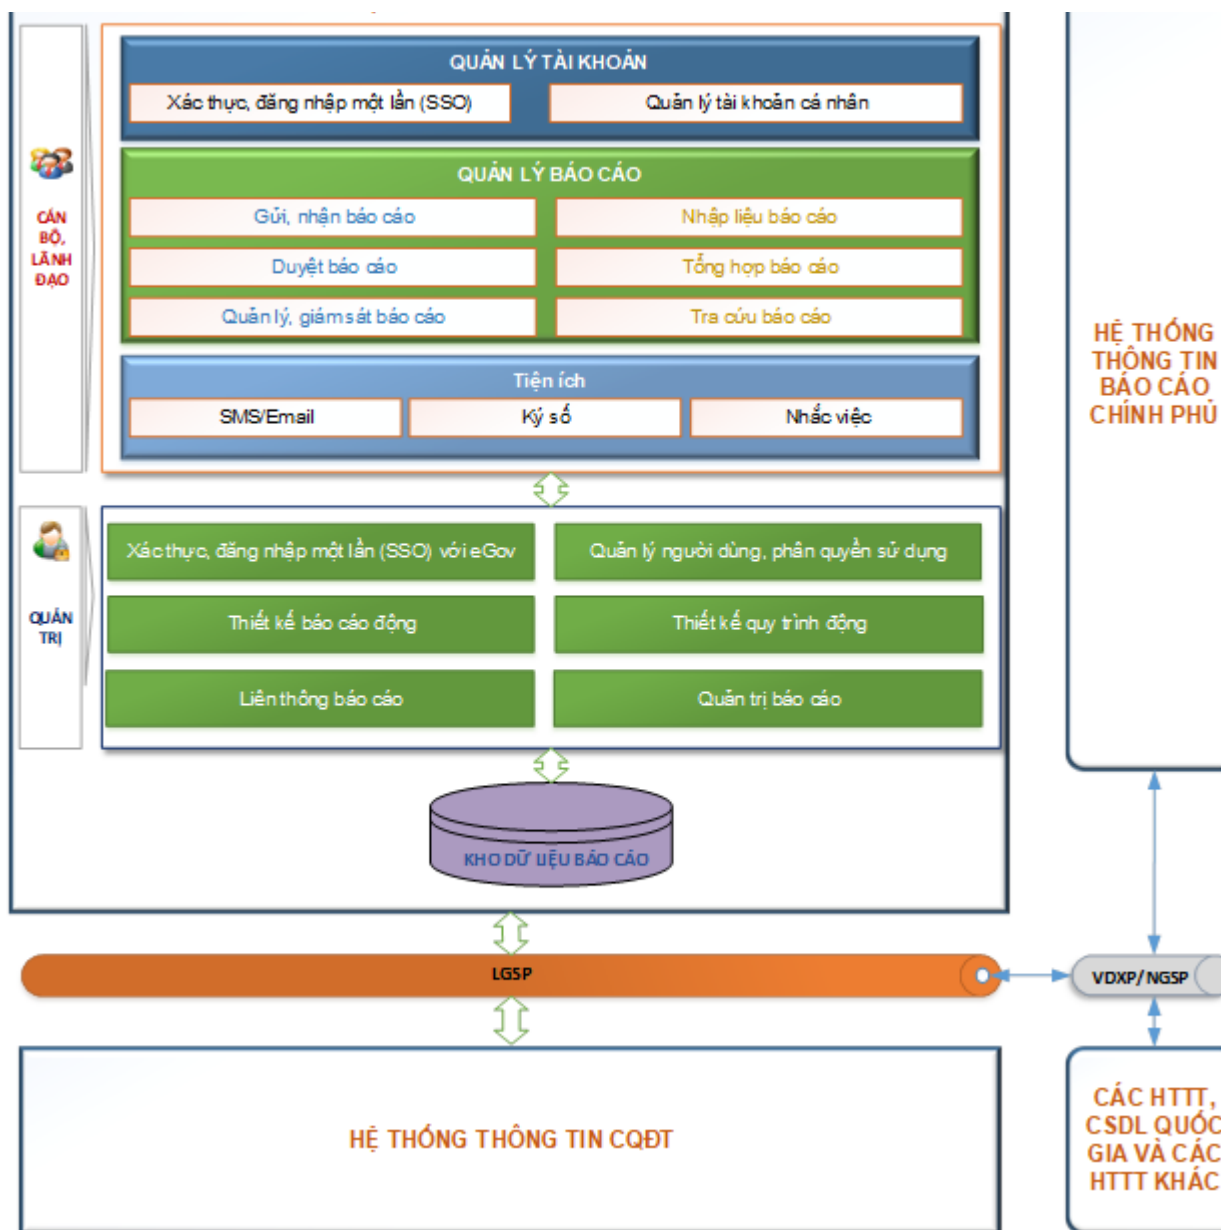 QUẢN LÝ TÀI KHOẢN
Xác thực, đăng nhập một lần (SSO)
Quản lý tài khoản cá nhân
CÁN
BỘ,
LÃNH
ĐẠO
QUẢN LÝ BÁO CÁO
Gửi, nhận báo cáo
Nhập liệu báo cáo
Duyệt báo cáo
Tổng hợp báo cáo
Quản lý, giám sát báo cáo
Tra cứu báo cáo
Tiện ích
SMS/Email
Ký số
Nhắc việc
QUẢN
TRỊ
Xác thực, đăng nhập một lần (SSO) với eGov
Quản lý người dùng, phân quyền sử dụng
Thiết kế báo cáo động
Thiết kế quy trình động
Liên thông báo cáo
Quản trị báo cáo
KHO DỮ LIỆU BÁO CÁO
HỆ THỐNG
THÔNG TIN
BÁO CÁO
CHÍNH PHỦ
LGSP
VDXP/NGSP
HỆ THỐNG THÔNG TIN CQĐT
CÁC HTTT,
CSDL QUỐC
GIA VÀ CÁC
HTTT KHÁC